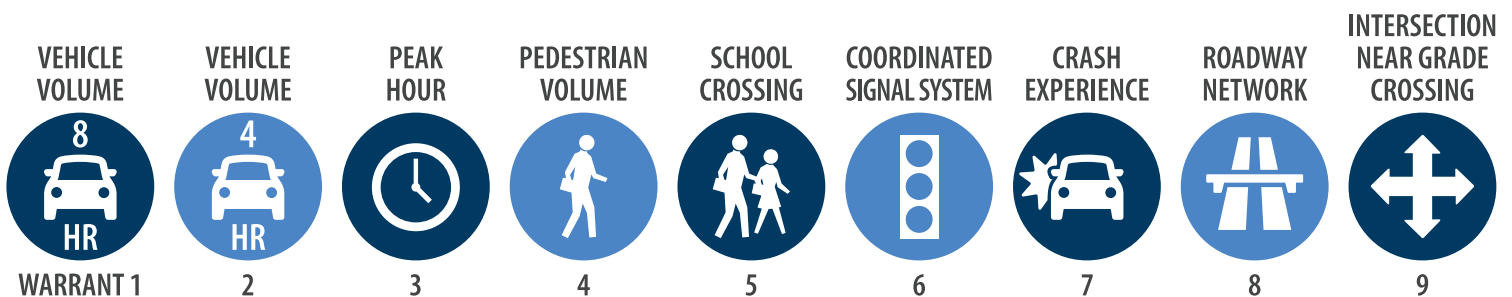 VEHICLE
VOLUME
8
HR
WARRANT 1
VEHICLE
VOLUME
4
HR
2
PEAK
HOUR
3
PEDESTRIAN
VOLUME
4
SCHOOL
CROSSING
5
COORDINATED
SIGNAL SYSTEM
6
CRASH
EXPERIENCE
7
ROADWAY
NETWORK
8
INTERSECTION
NEAR GRADE
CROSSING
9